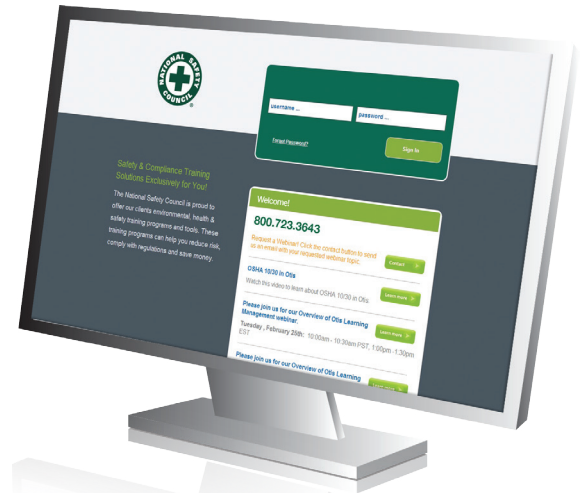 NATIONAL SAFETY
COUNCIL
®
username ...
password ...
Forgot Password?
Sign In
Safety & Compliance Training
Solutions Exclusively for You!
The National Safety Council is proud to
offer our clients environmental, health &
safety training programs and tools. These
training programs can help you reduce risk,
comply with regulations and save money.
Welcome!
800.723.3643
Request a Webinar! Click the contact button to send
us an email with your requested webinar topic.
Contact
OSHA 10/30 in Otis
Watch this video to learn about OSHA 10/30 in Otis.
Learn more
Please join us for our Overview of Otis Learning
Management webinar.
Learn more
Tuesday , February 25th: 10:00am - 10:30am PST, 1:00pm -1:30pm
EST
Please join us for our Overview of Otis Learning
Learn more